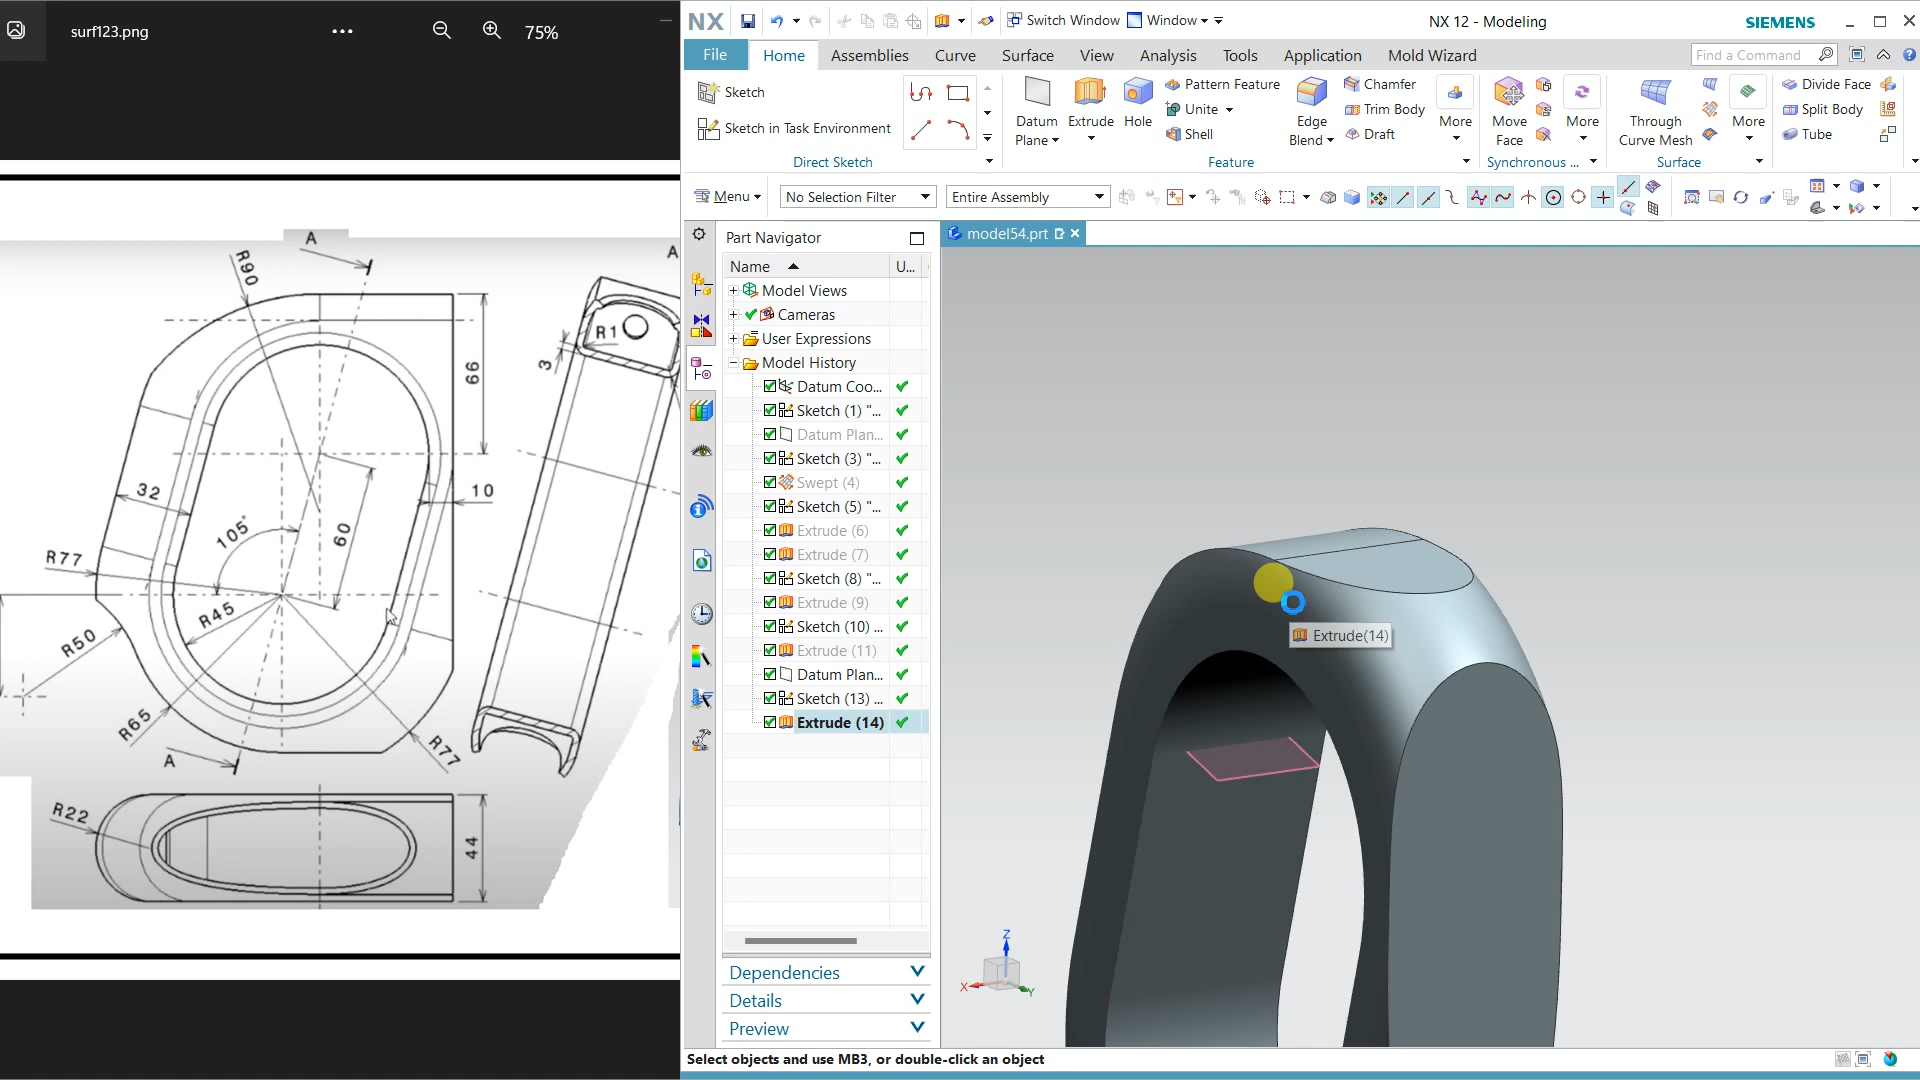 surf123.png
75%
A
A
R90
66
R1
3
32
10
105°
60
R77
R45
R50
R65
R77
A
R22
44
NX
Switch Window
Window
NX 12 - Modeling
SIEMENS
File
Home
Assemblies
Curve
Surface
View
Analysis
Tools
Application
Mold Wizard
Find a Command
Sketch
Sketch in Task Environment
Direct Sketch
Datum
Plane
Extrude
Hole
Pattern Feature
Unite
Shell
Edge
Blend
Chamfer
Trim Body
Draft
More
Feature
Move
Face
More
Synchronous ...
Through
Curve Mesh
More
Surface
Divide Face
Split Body
Tube
Menu
No Selection Filter
Entire Assembly
Part Navigator
model54.prt
Name
U...
Model Views
Cameras
User Expressions
Model History
Datum Coo...
Sketch (1) "...
Datum Plan...
Sketch (3) "...
Swept (4)
Sketch (5) "...
Extrude (6)
Extrude (7)
Sketch (8) "...
Extrude (9)
Sketch (10) ...
Extrude (11)
Datum Plan...
Sketch (13) ...
Extrude (14)
Extrude(14)
Z
X
Y
Dependencies
Details
Preview
Select objects and use MB3, or double-click an object